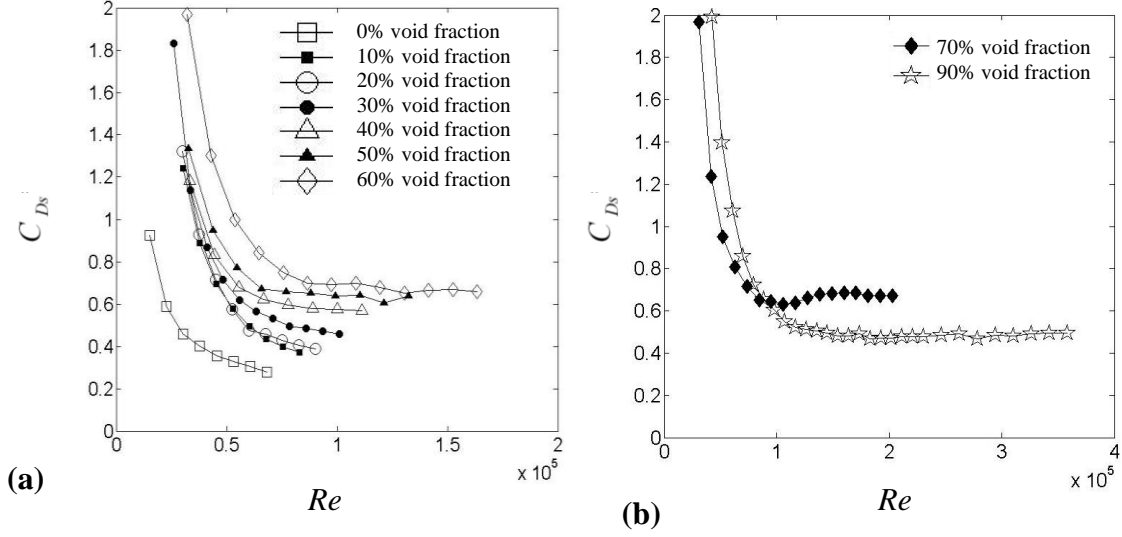 2
1.8
1.6
1.4
1.2
1
0.8
0.6
0.4
0.2
0
C Ds
0% void fraction
10% void fraction
20% void fraction
30% void fraction
40% void fraction
50% void fraction
60% void fraction
0 0.5 1 1.5 2
x 10^5
(a)
Re
2
1.8
1.6
1.4
1.2
1
0.8
0.6
0.4
0.2
0
C Ds
70% void fraction
90% void fraction
0 1 2 3 4
x 10^5
(b)
Re